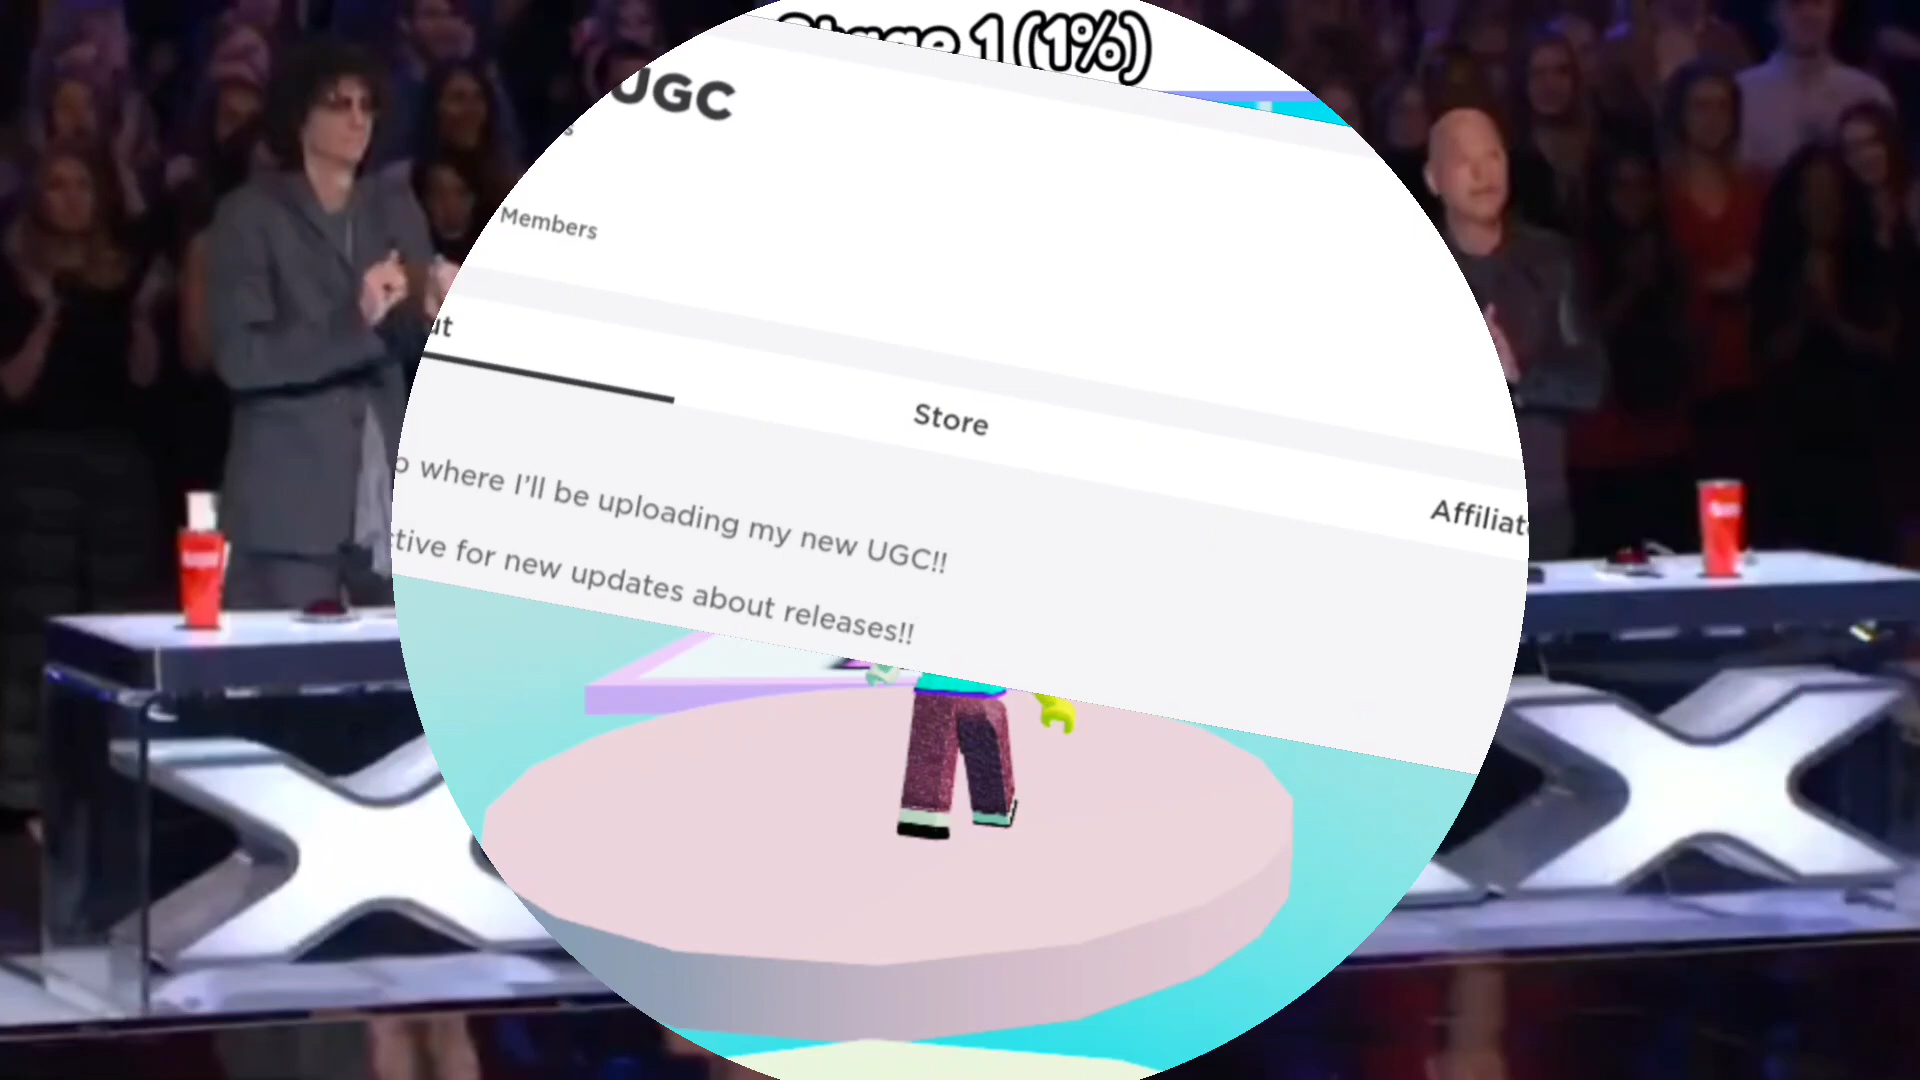 Stage 1 (1%)
UGC
Members
Store
Affiliat
where I'll be uploading my new UGC!!
for new updates about releases!!